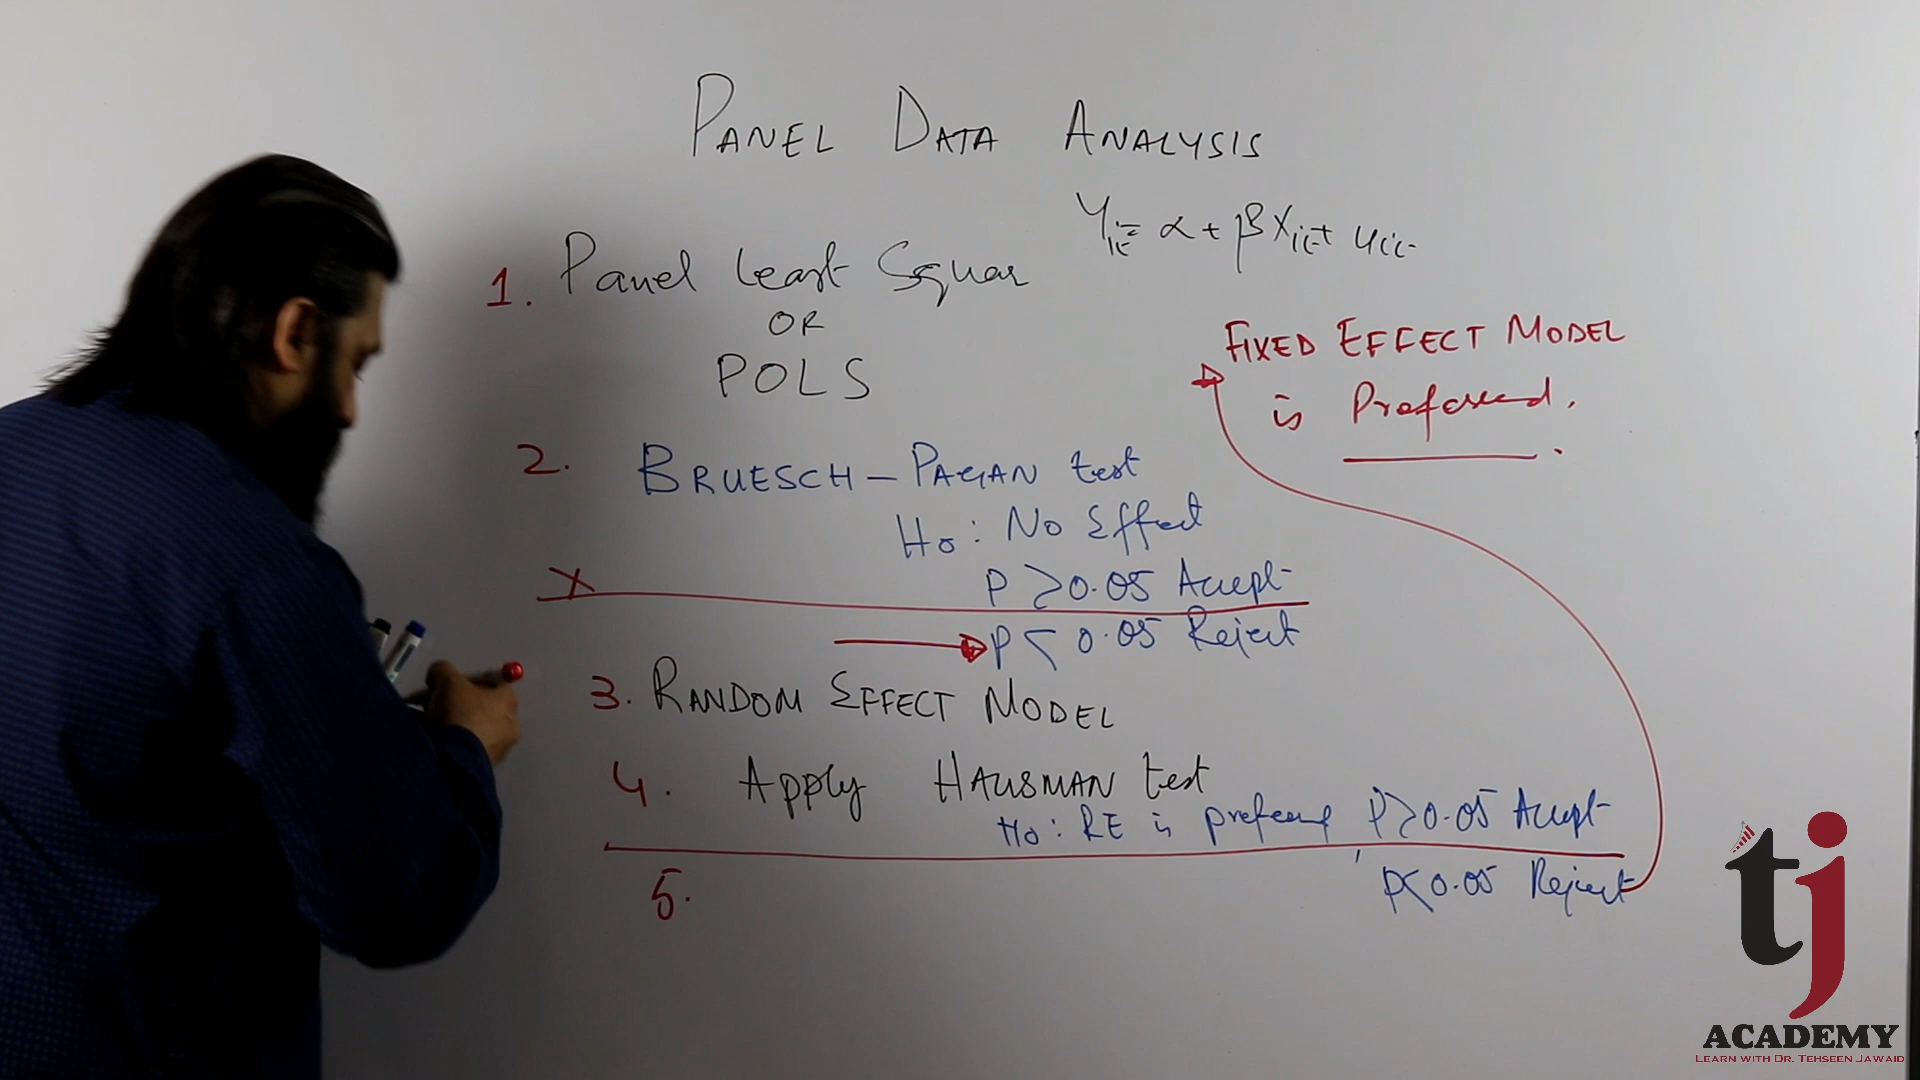 PANEL DATA ANALYSIS
Yit = α + βXit + uit
1. Panel Least Squar
OR
POLS
FIXED EFFECT MODEL
is Prefered.
2. BRUESCH - PAGAN test
Ho: No Effect
P > 0.05 Accept
X
P < 0.05 Reject
3. RANDOM EFFECT MODEL
4. Apply HAUSMAN test
Ho: RE is P > 0.05 Accept
5. P < 0.05 Reject
tj
ACADEMY
LEARN WITH DR. TEHSEEN JAWAID